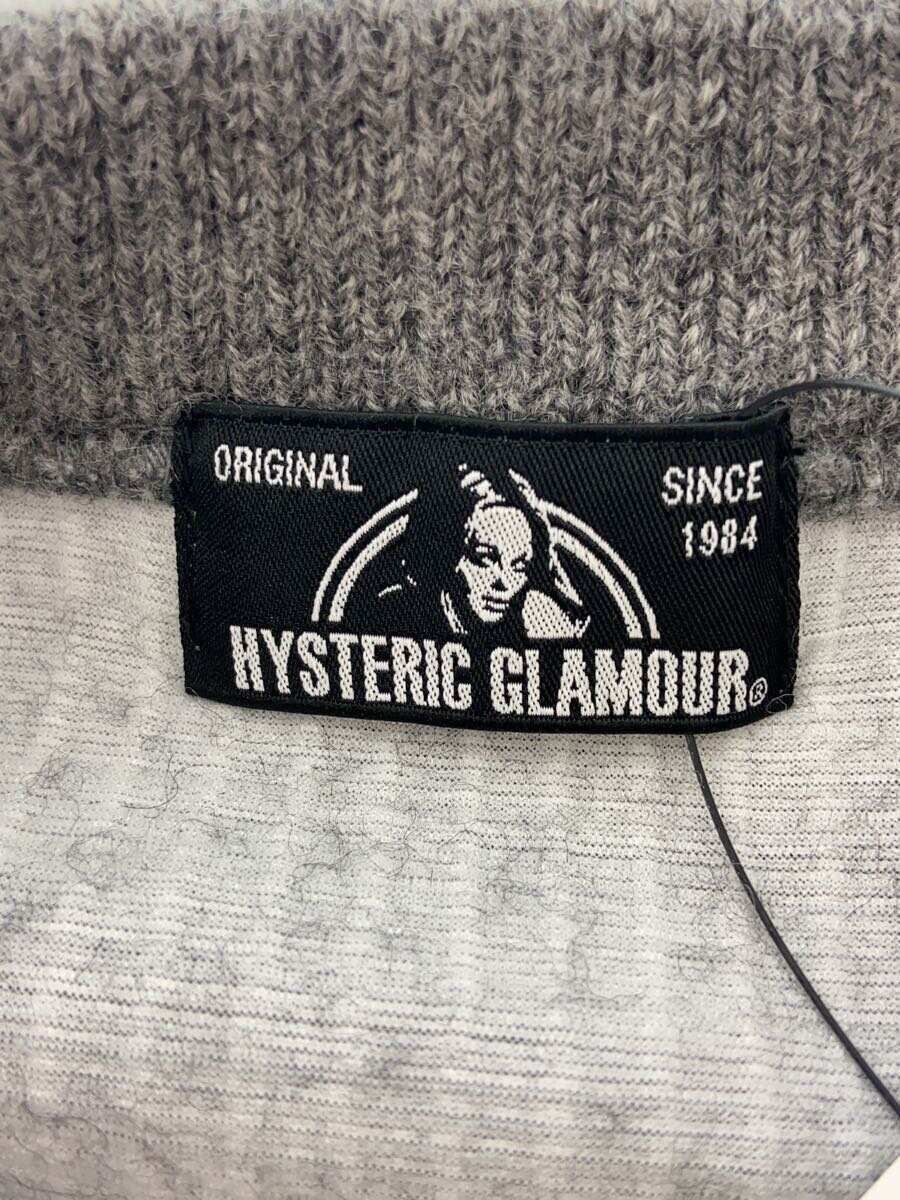 ORIGINAL
SINCE
1984
HYSTERIC GLAMOUR®